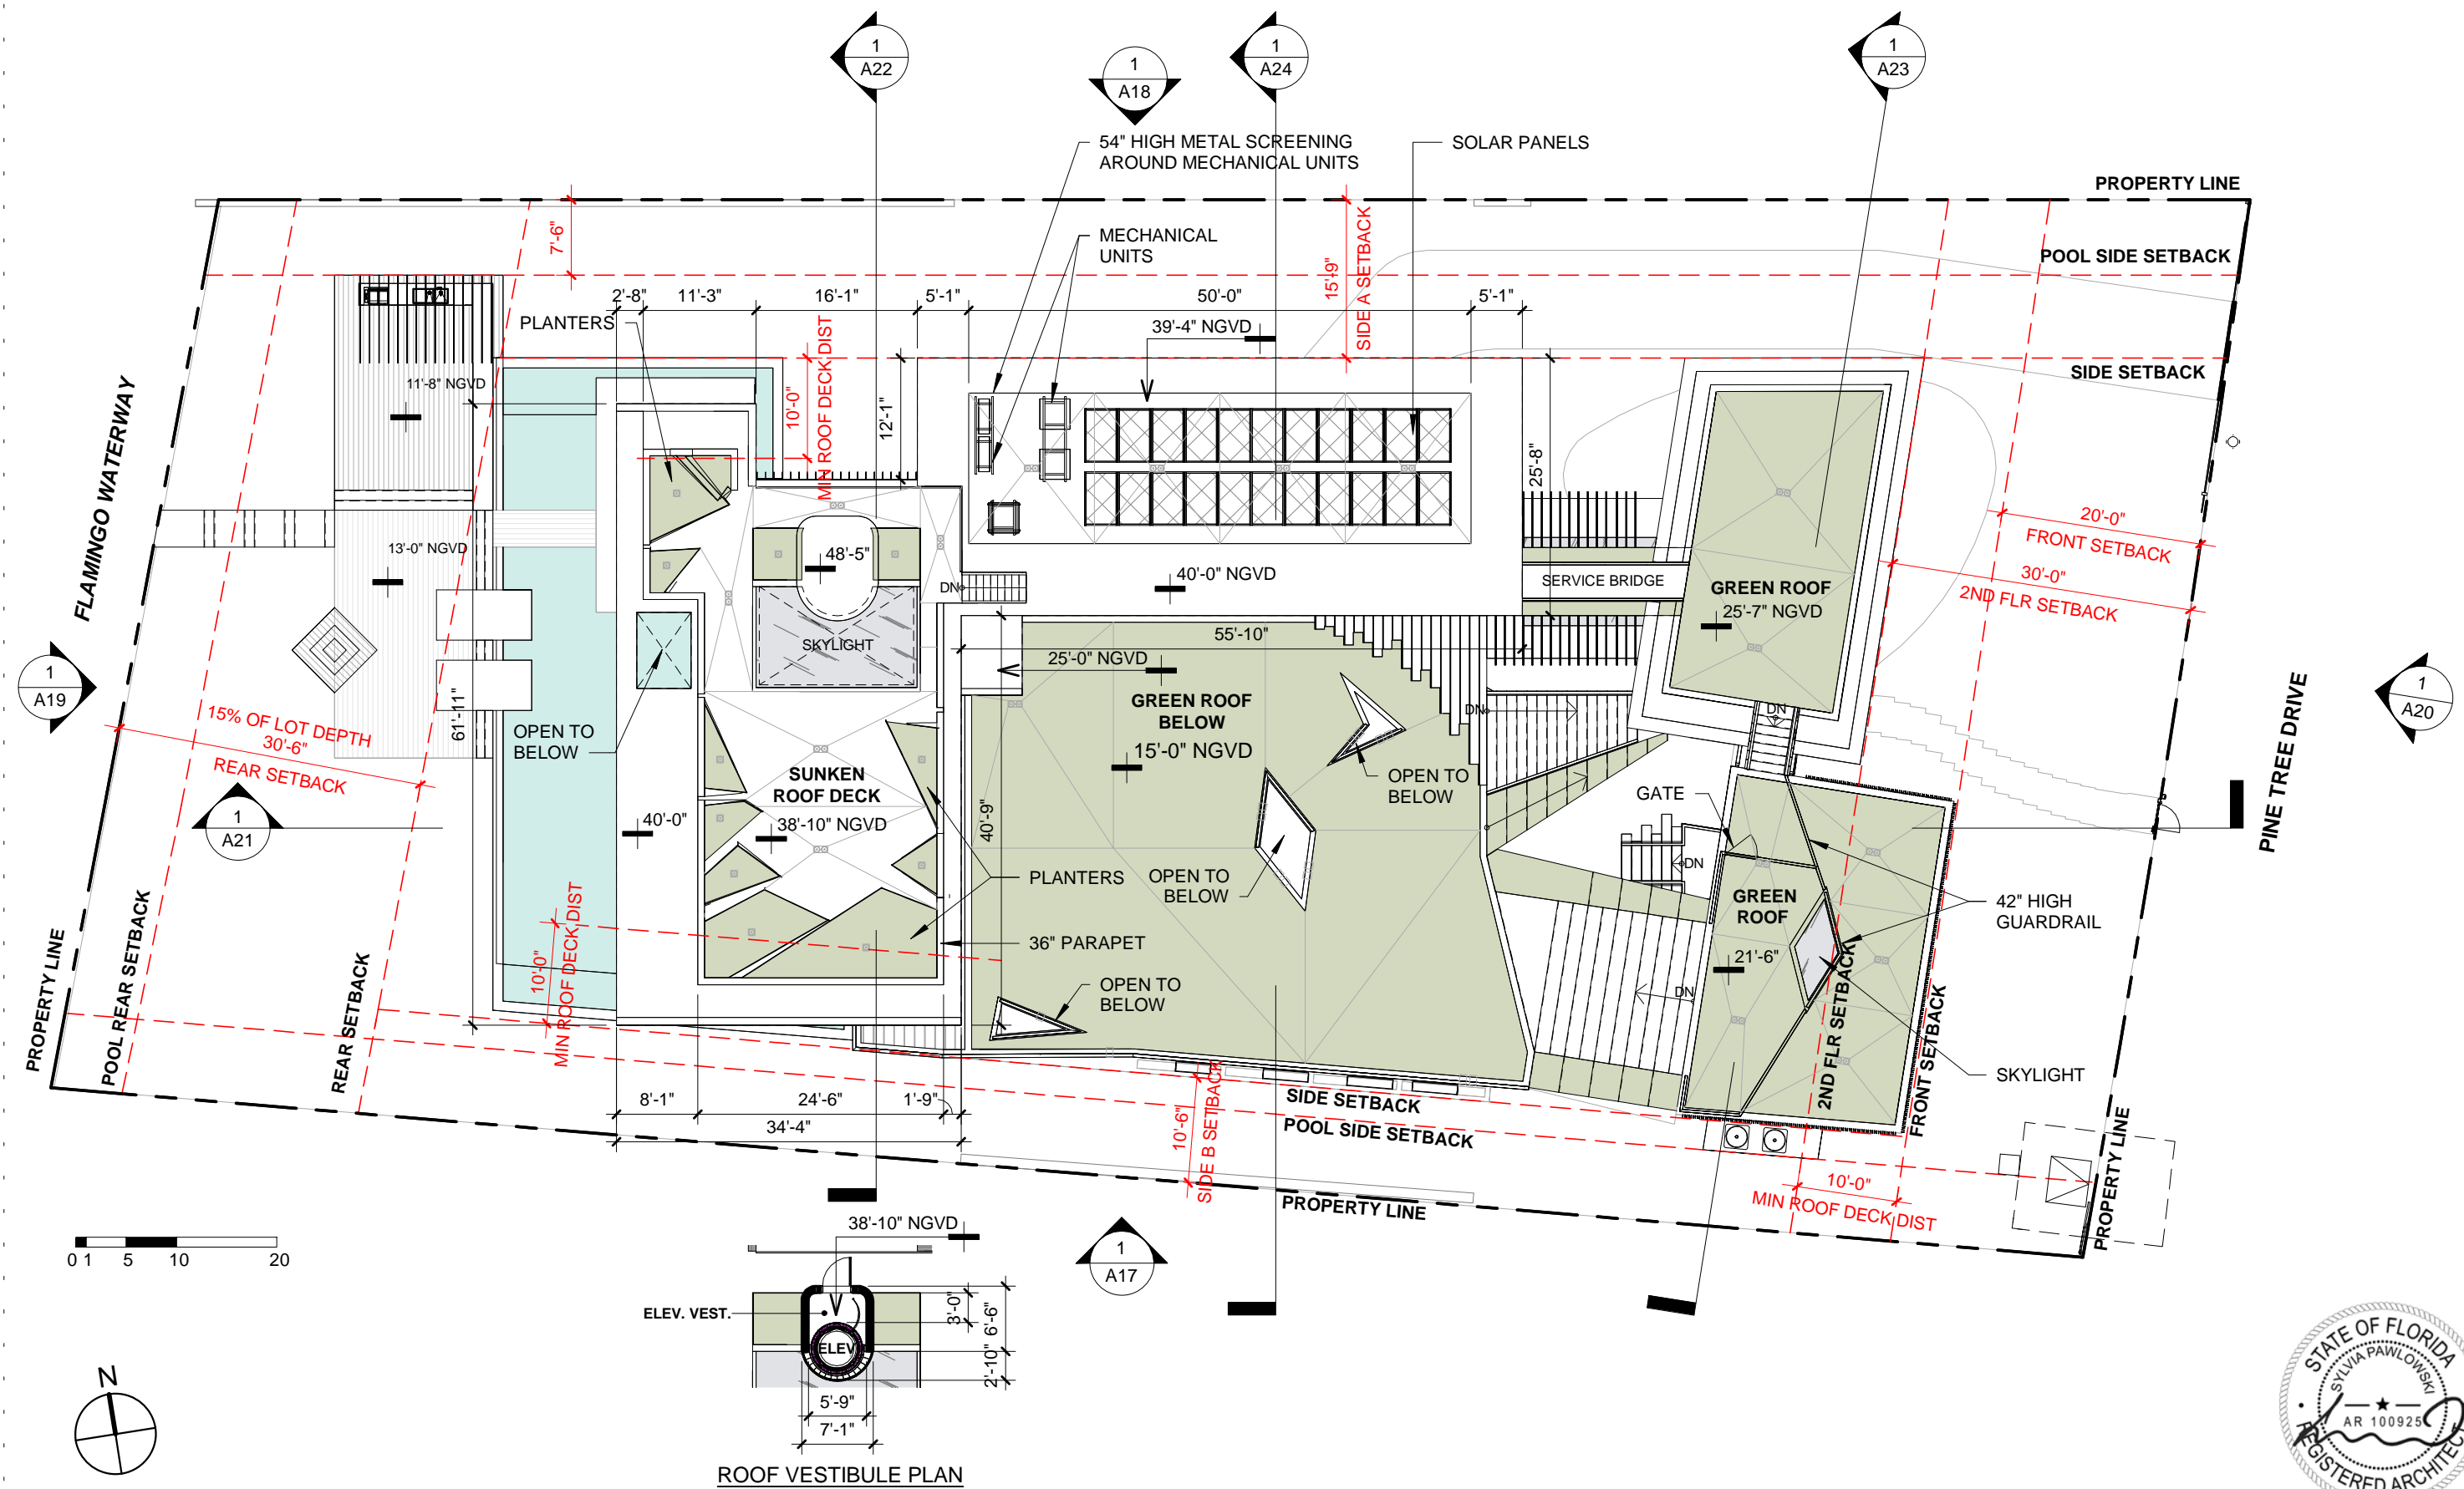 1
A22
1
A18
1
A24
1
A23
54" HIGH METAL SCREENING
AROUND MECHANICAL UNITS
SOLAR PANELS
PROPERTY LINE
7'-6"
MECHANICAL
UNITS
15'-9"
SIDE A SETBACK
POOL SIDE SETBACK
2'-8"
11'-3"
16'-1"
5'-1"
50'-0"
5'-1"
PLANTERS
39'-4" NGVD
MIN ROOF DECK DIST
10'-0"
12'-1"
SIDE SETBACK
11'-8" NGVD
FLAMINGO WATERWAY
25'-8"
20'-0"
FRONT SETBACK
13'-0" NGVD
48'-5"
DN
40'-0" NGVD
SERVICE BRIDGE
GREEN ROOF
25'-7" NGVD
30'-0"
2ND FLR SETBACK
SKYLIGHT
55'-10"
25'-0" NGVD
1
A19
GREEN ROOF
BELOW
15'-0" NGVD
DN
DN
1
A20
15% OF LOT DEPTH
30'-6"
REAR SETBACK
61'-11"
OPEN TO
BELOW
SUNKEN
ROOF DECK
38'-10" NGVD
40'-0"
40'-9"
OPEN TO
BELOW
GATE
PINE TREE DRIVE
1
A21
DN
PLANTERS
OPEN TO
BELOW
GREEN
ROOF
42" HIGH
GUARDRAIL
36" PARAPET
21'-6"
10'-0"
MIN ROOF DECK DIST
OPEN TO
BELOW
DN
PROPERTY LINE
POOL REAR SETBACK
REAR SETBACK
2ND FLR SETBACK
FRONT SETBACK
SKYLIGHT
8'-1"
24'-6"
1'-9"
34'-4"
10'-6"
SIDE B SETBACK
SIDE SETBACK
POOL SIDE SETBACK
PROPERTY LINE
PROPERTY LINE
10'-0"
MIN ROOF DECK DIST
38'-10" NGVD
1
A17
0 1 5 10 20
ELEV. VEST.
ELEV
3'-0"
6'-6"
2'-10"
5'-9"
7'-1"
N
ROOF VESTIBULE PLAN
STATE OF FLORIDA
SYLVIA PAWLOWSKI
AR 100925
REGISTERED ARCHITECT